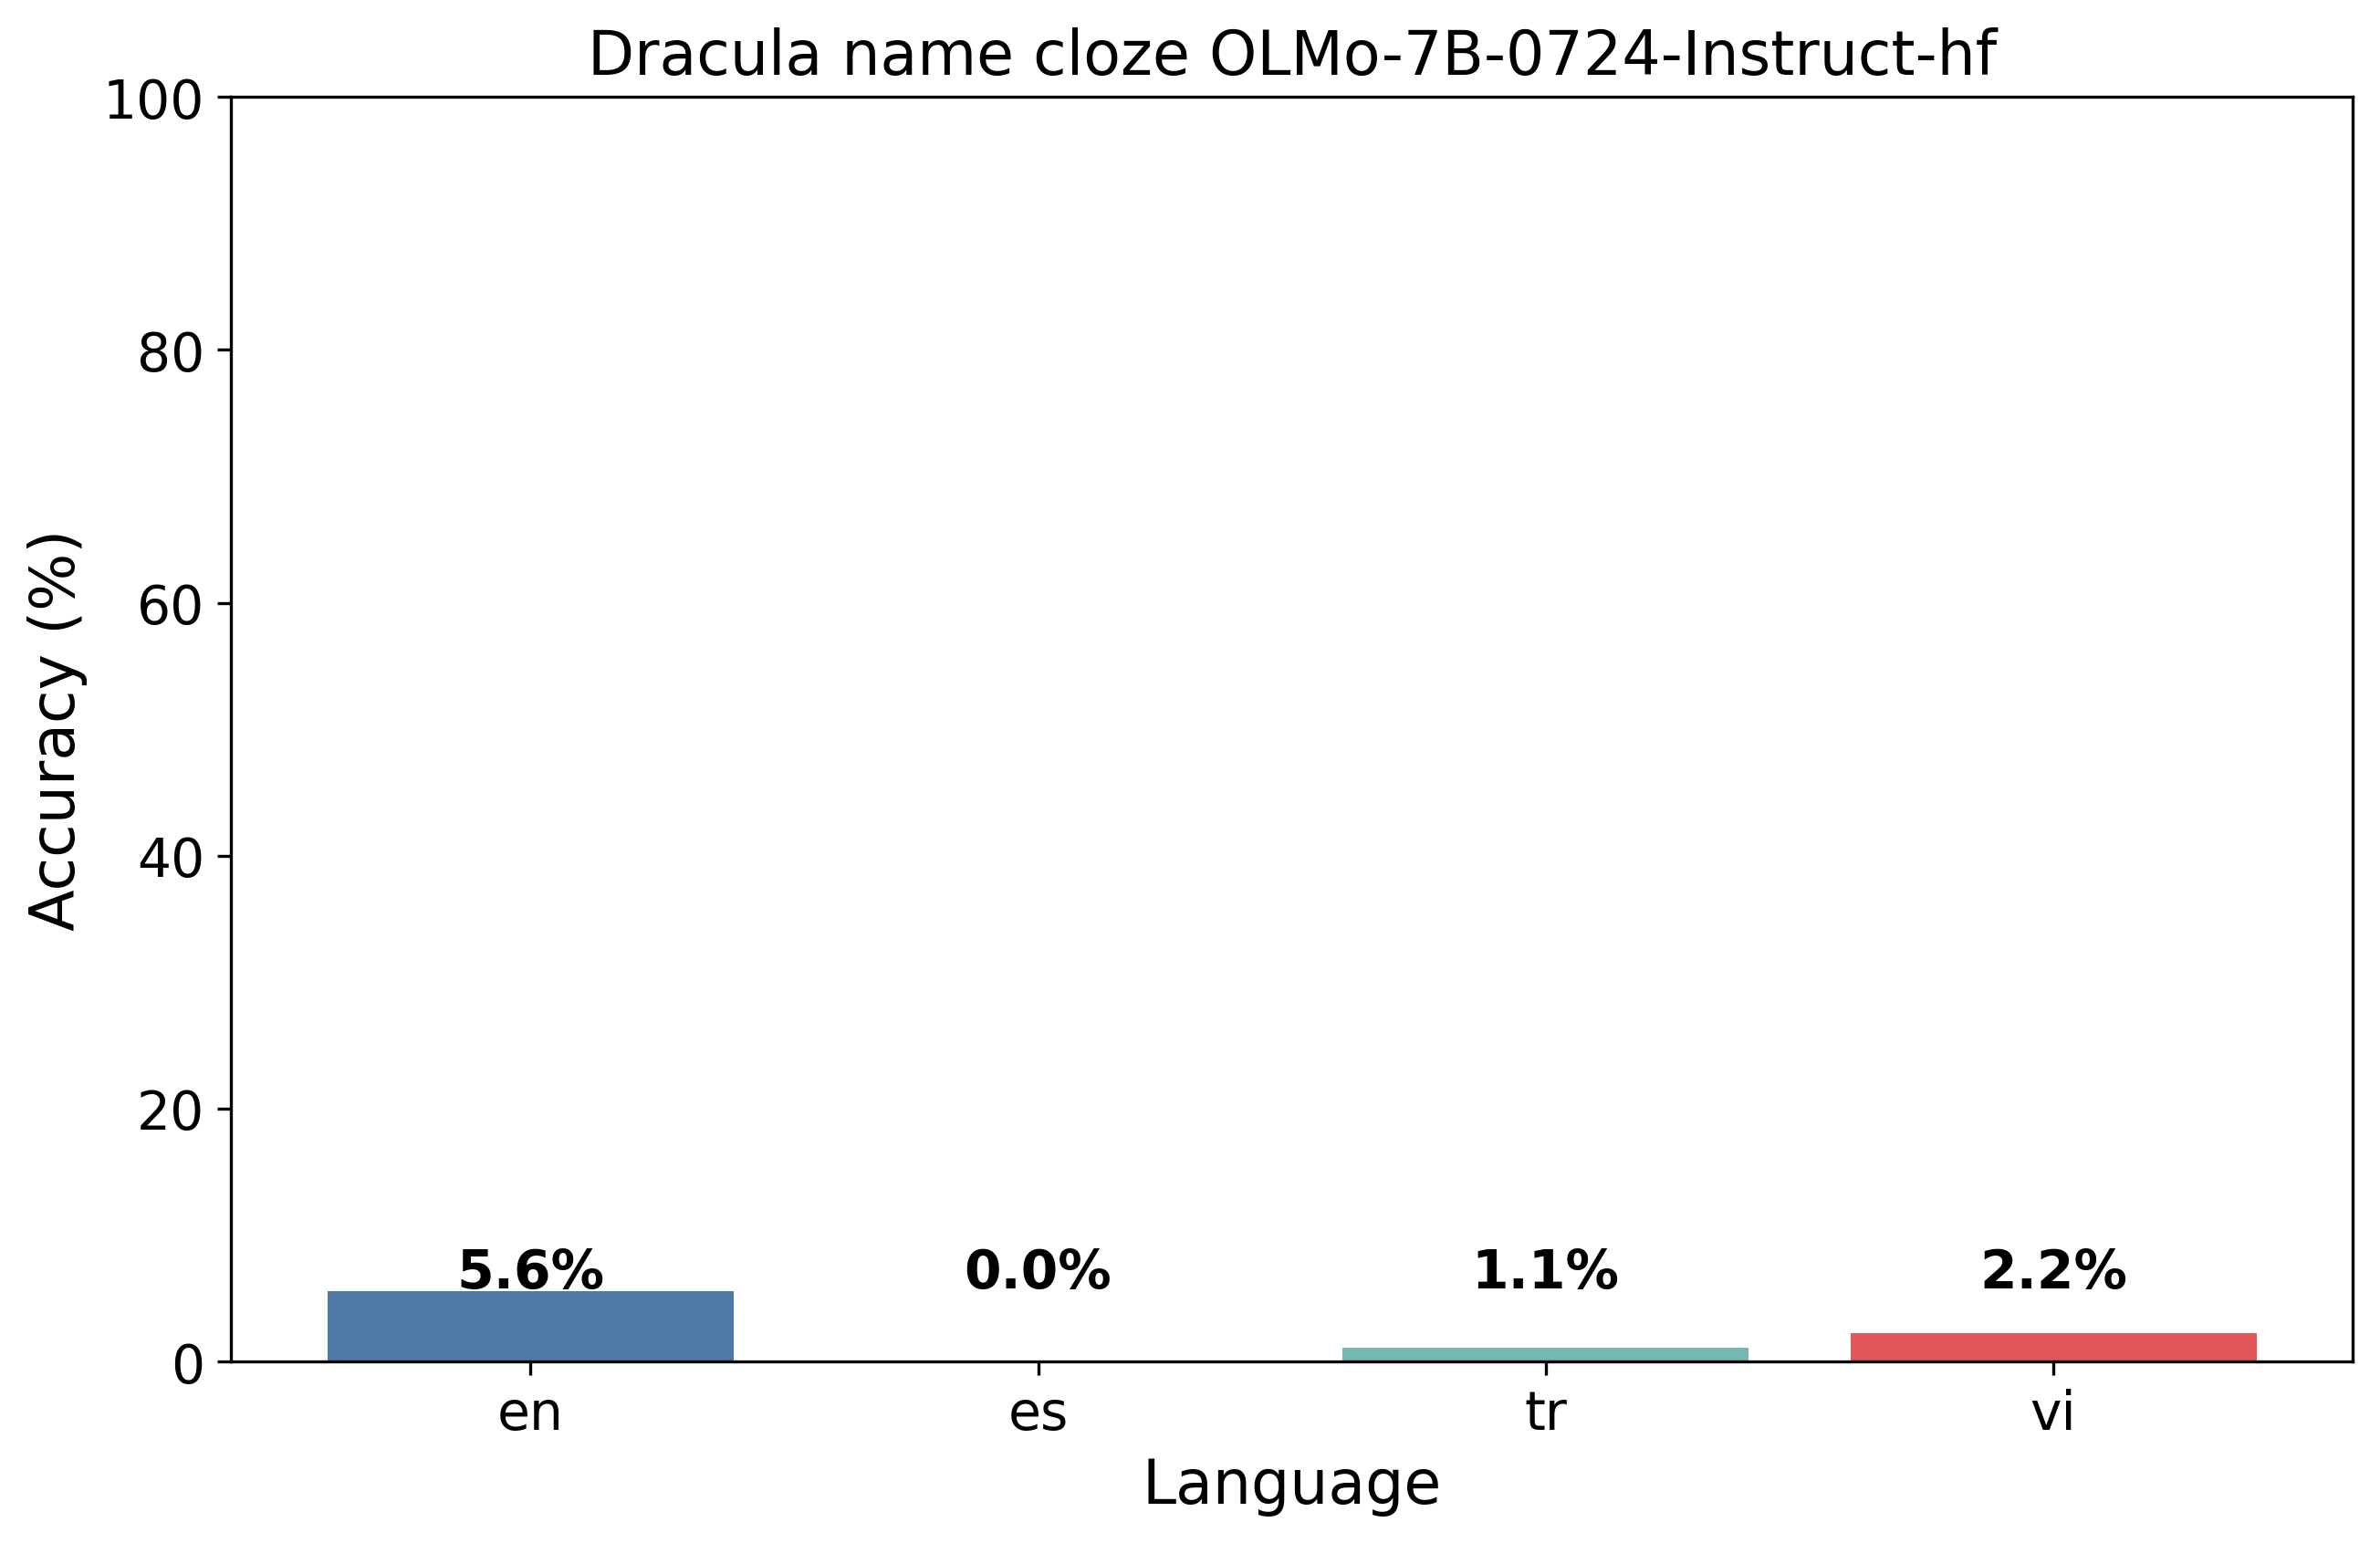 Dracula name cloze OLMo-7B-0724-Instruct-hf
100
80
60
40
20
0
Accuracy (%)
5.6%
0.0%
1.1%
2.2%
en
es
tr
vi
Language